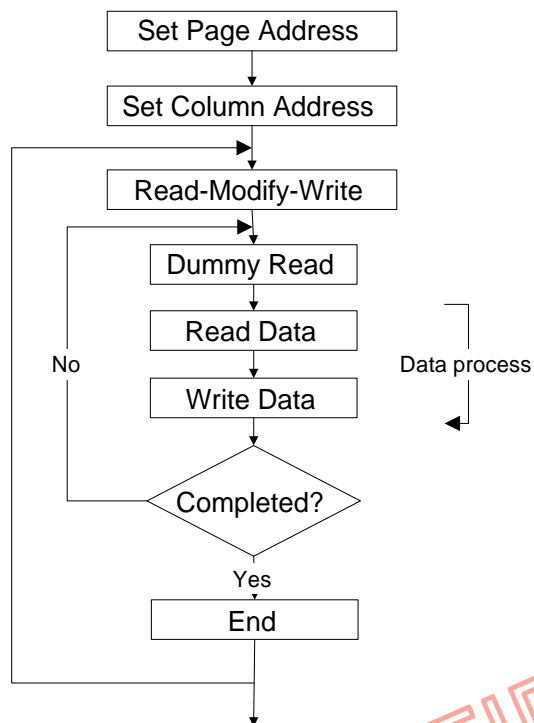 Set Page Address
Set Column Address
Read-Modify-Write
Dummy Read
Read Data
No
Data process
Write Data
Completed?
Yes
End